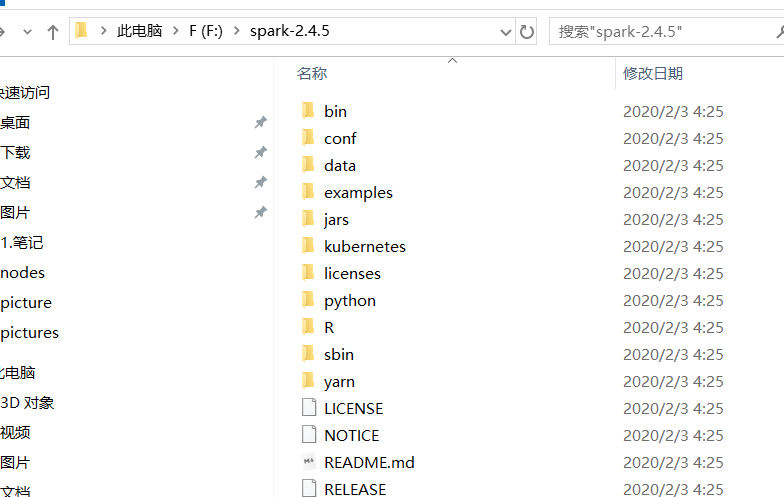 此电脑 > F (F:) > spark-2.4.5
搜索"spark-2.4.5"
名称 修改日期
快速访问
桌面
下载
文档
图片
1.笔记
nodes
picture
pictures
此电脑
3D 对象
视频
图片
文档
bin 2020/2/3 4:25
conf 2020/2/3 4:25
data 2020/2/3 4:25
examples 2020/2/3 4:25
jars 2020/2/3 4:25
kubernetes 2020/2/3 4:25
licenses 2020/2/3 4:25
python 2020/2/3 4:25
R 2020/2/3 4:25
sbin 2020/2/3 4:25
yarn 2020/2/3 4:25
LICENSE 2020/2/3 4:25
NOTICE 2020/2/3 4:25
README.md 2020/2/3 4:25
RELEASE 2020/2/3 4:25